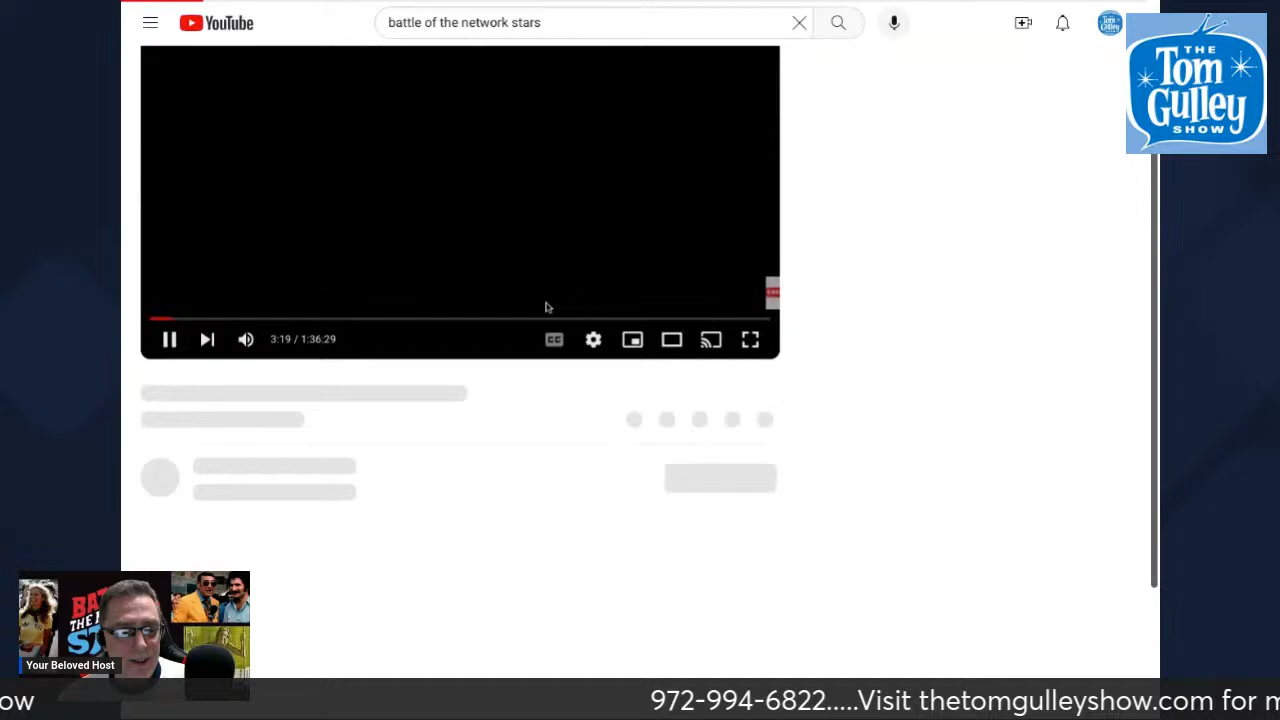 YouTube
battle of the network stars
THE
Tom
Gulley
SHOW
3:19 / 1:36:29
CC
Your Beloved Host
ow
972-994-6822.....Visit thetomgulleyshow.com for m